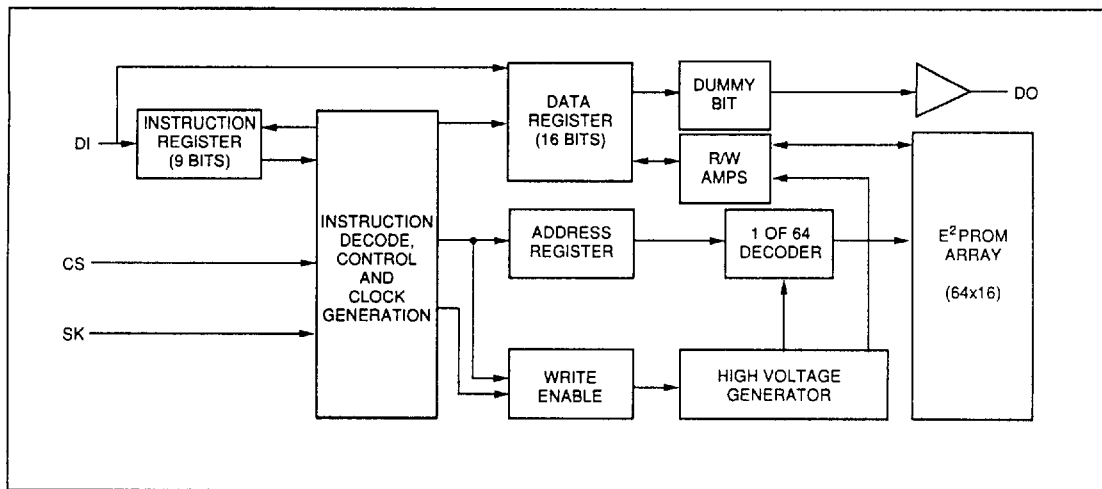 DI
INSTRUCTION
REGISTER
(9 BITS)
CS
SK
INSTRUCTION
DECODE,
CONTROL
AND
CLOCK
GENERATION
DATA
REGISTER
(16 BITS)
DUMMY
BIT
DO
R/W
AMPS
ADDRESS
REGISTER
1 OF 64
DECODER
E²PROM
ARRAY
(64x16)
WRITE
ENABLE
HIGH VOLTAGE
GENERATOR